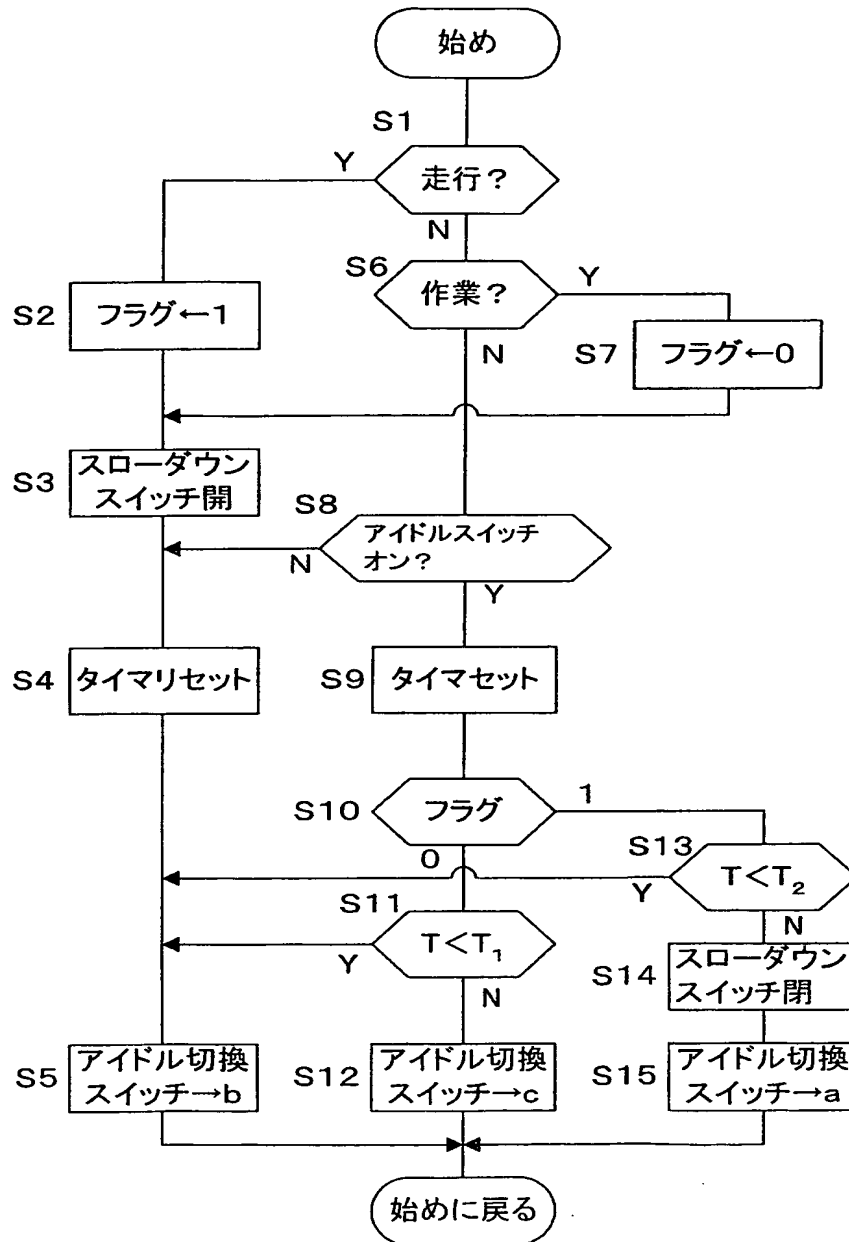 始め
S1
Y
走行？
N
S6
作業？
Y
S2
フラグ←1
N
S7
フラグ←0
S3
スローダウン
スイッチ開
S8
アイドルスイッチ
オン？
N
Y
S4
タイマリセット
S9
タイマセット
S10
フラグ
1
0
S13
T＜T2
Y
N
S11
T＜T1
Y
N
S14
スローダウン
スイッチ閉
S5
アイドル切換
スイッチ→b
S12
アイドル切換
スイッチ→c
S15
アイドル切換
スイッチ→a
始めに戻る